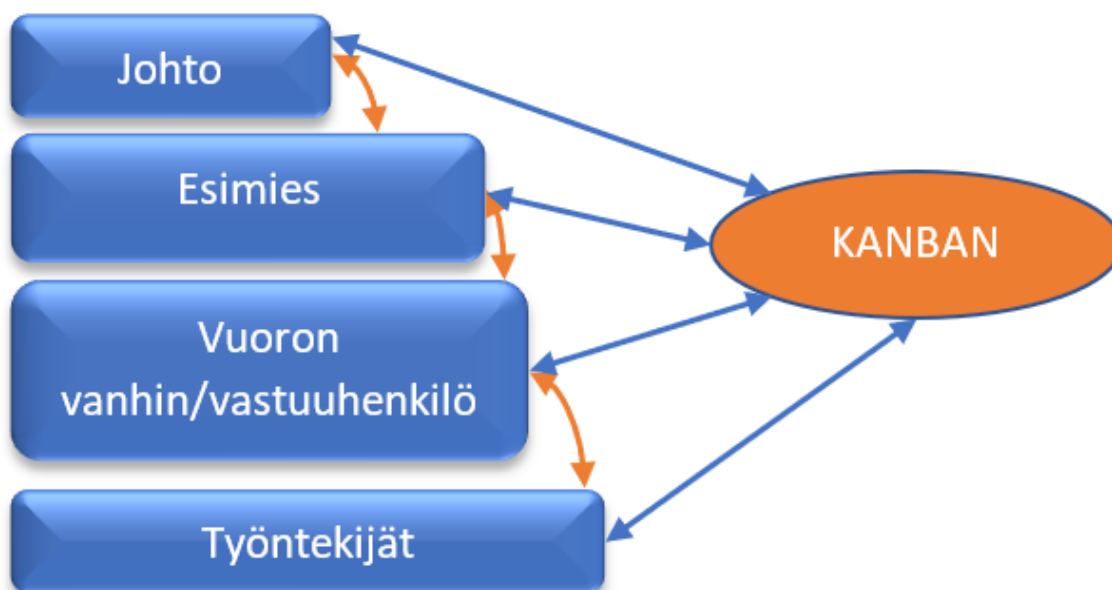 Johto
Esimies
KANBAN
Vuoron
vanhin/vastuuhenkilö
Työntekijät